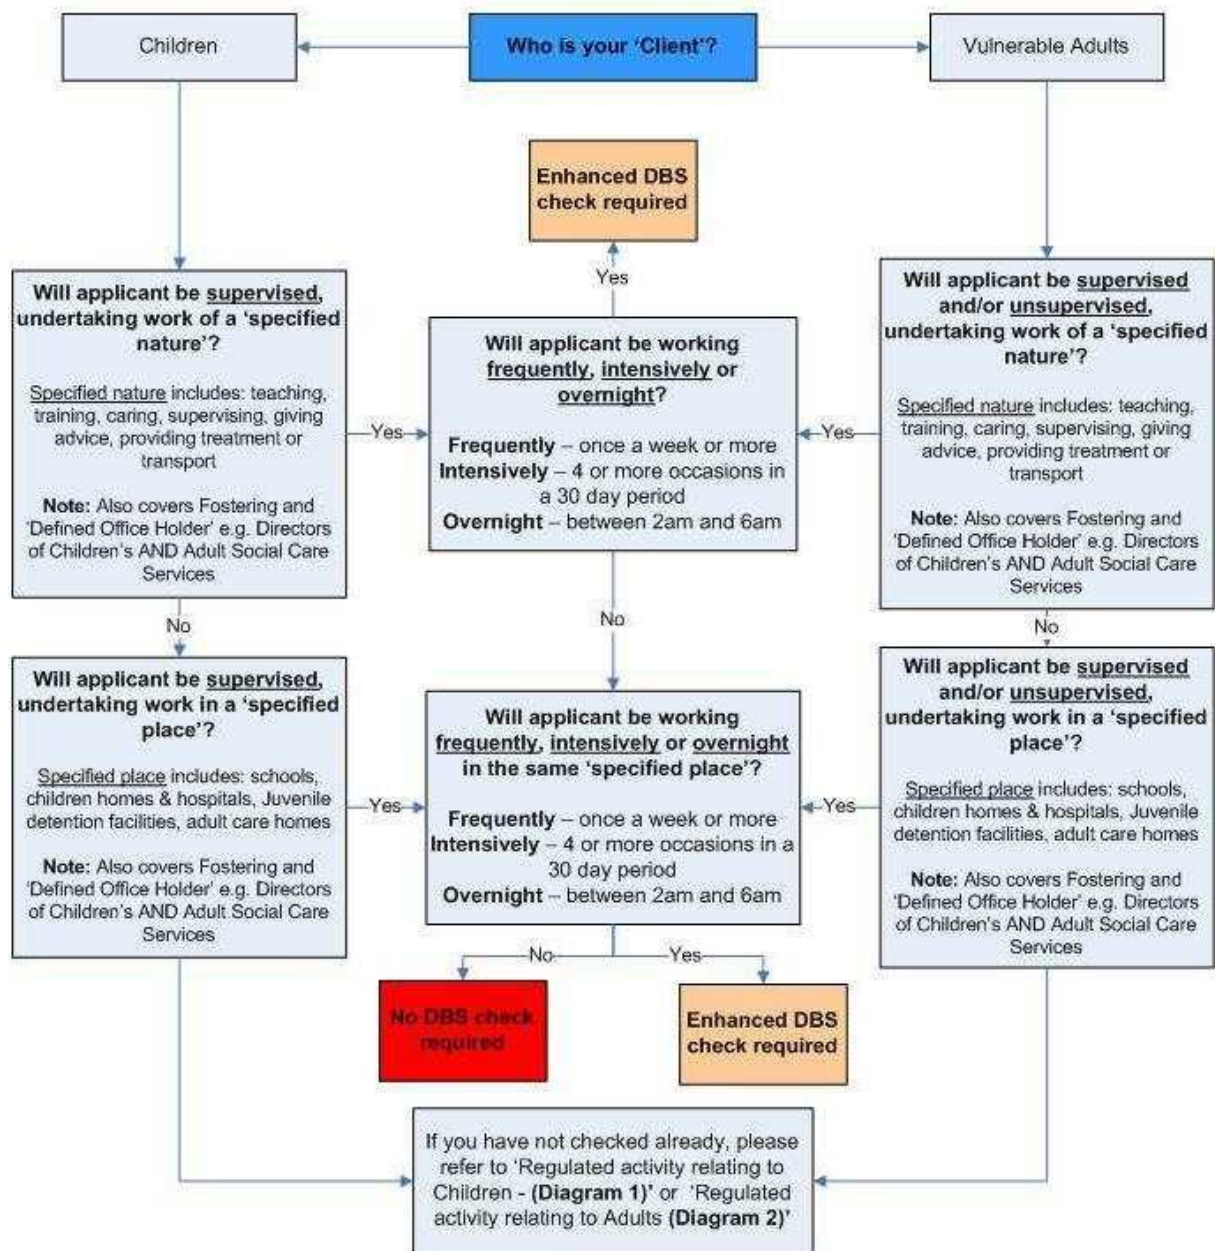 Children
Who is your ‘Client’?
Vulnerable Adults
Enhanced DBS
check required
Yes
Will applicant be supervised,
undertaking work of a ‘specified
nature’?
Specified nature includes: teaching,
training, caring, supervising, giving
advice, providing treatment or
transport
Note: Also covers Fostering and
‘Defined Office Holder’ e.g. Directors
of Children’s AND Adult Social Care
Services
Yes
Will applicant be working
frequently, intensively or
overnight?
Frequently – once a week or more
Intensively – 4 or more occasions in
a 30 day period
Overnight – between 2am and 6am
Yes
Will applicant be supervised
and/or unsupervised,
undertaking work of a ‘specified
nature’?
Specified nature includes: teaching,
training, caring, supervising, giving
advice, providing treatment or
transport
Note: Also covers Fostering and
‘Defined Office Holder’ e.g. Directors
of Children’s AND Adult Social Care
Services
No
No
No
Will applicant be supervised,
undertaking work in a ‘specified
place’?
Specified place includes: schools,
children homes & hospitals, Juvenile
detention facilities, adult care homes
Note: Also covers Fostering and
‘Defined Office Holder’ e.g. Directors
of Children’s AND Adult Social Care
Services
Yes
Will applicant be working
frequently, intensively or overnight
in the same ‘specified place’?
Frequently – once a week or more
Intensively – 4 or more occasions in a
30 day period
Overnight – between 2am and 6am
Yes
Will applicant be supervised
and/or unsupervised,
undertaking work in a ‘specified
place’?
Specified place includes: schools,
children homes & hospitals, Juvenile
detention facilities, adult care homes
Note: Also covers Fostering and
‘Defined Office Holder’ e.g. Directors
of Children’s AND Adult Social Care
Services
No
Yes
No DBS check
required
Enhanced DBS
check required
If you have not checked already, please
refer to ‘Regulated activity relating to
Children - (Diagram 1)’ or ‘Regulated
activity relating to Adults (Diagram 2)’